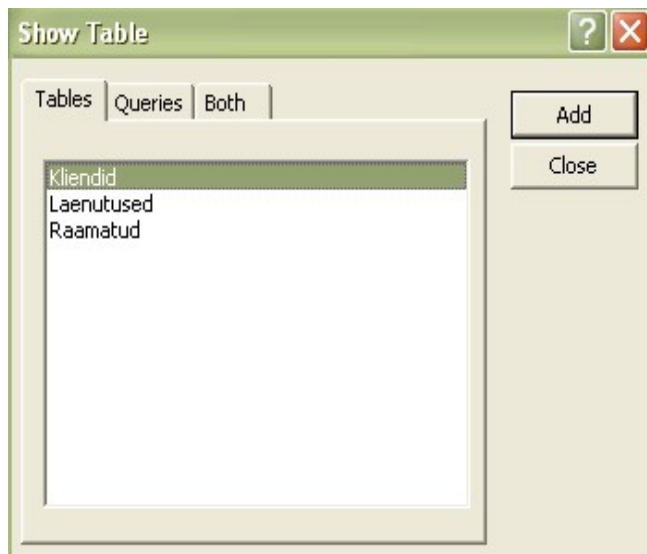 Show Table
Tables Queries Both
Add
Close
Kliendid
Laenutused
Raamatud